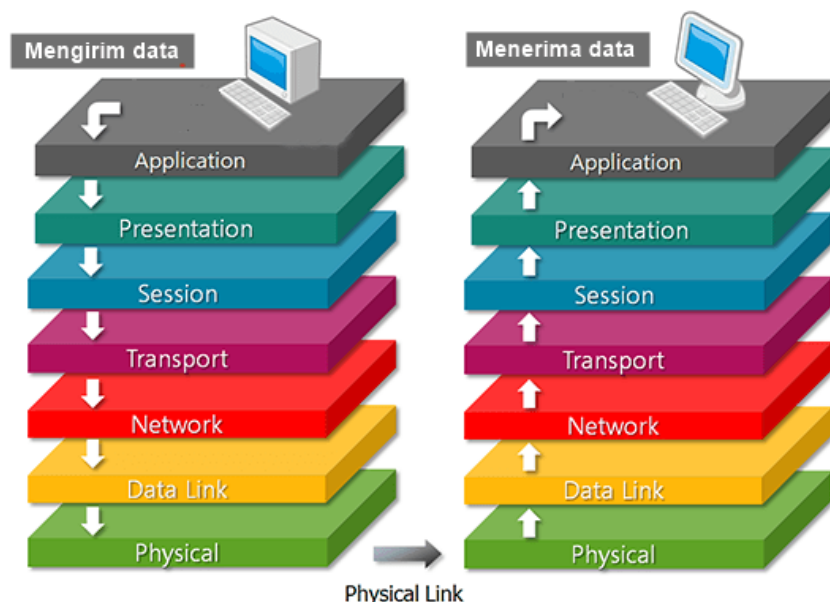 Mengirim data
Application
Presentation
Session
Transport
Network
Data Link
Physical
Menerima data
Application
Presentation
Session
Transport
Network
Data Link
Physical
Physical Link